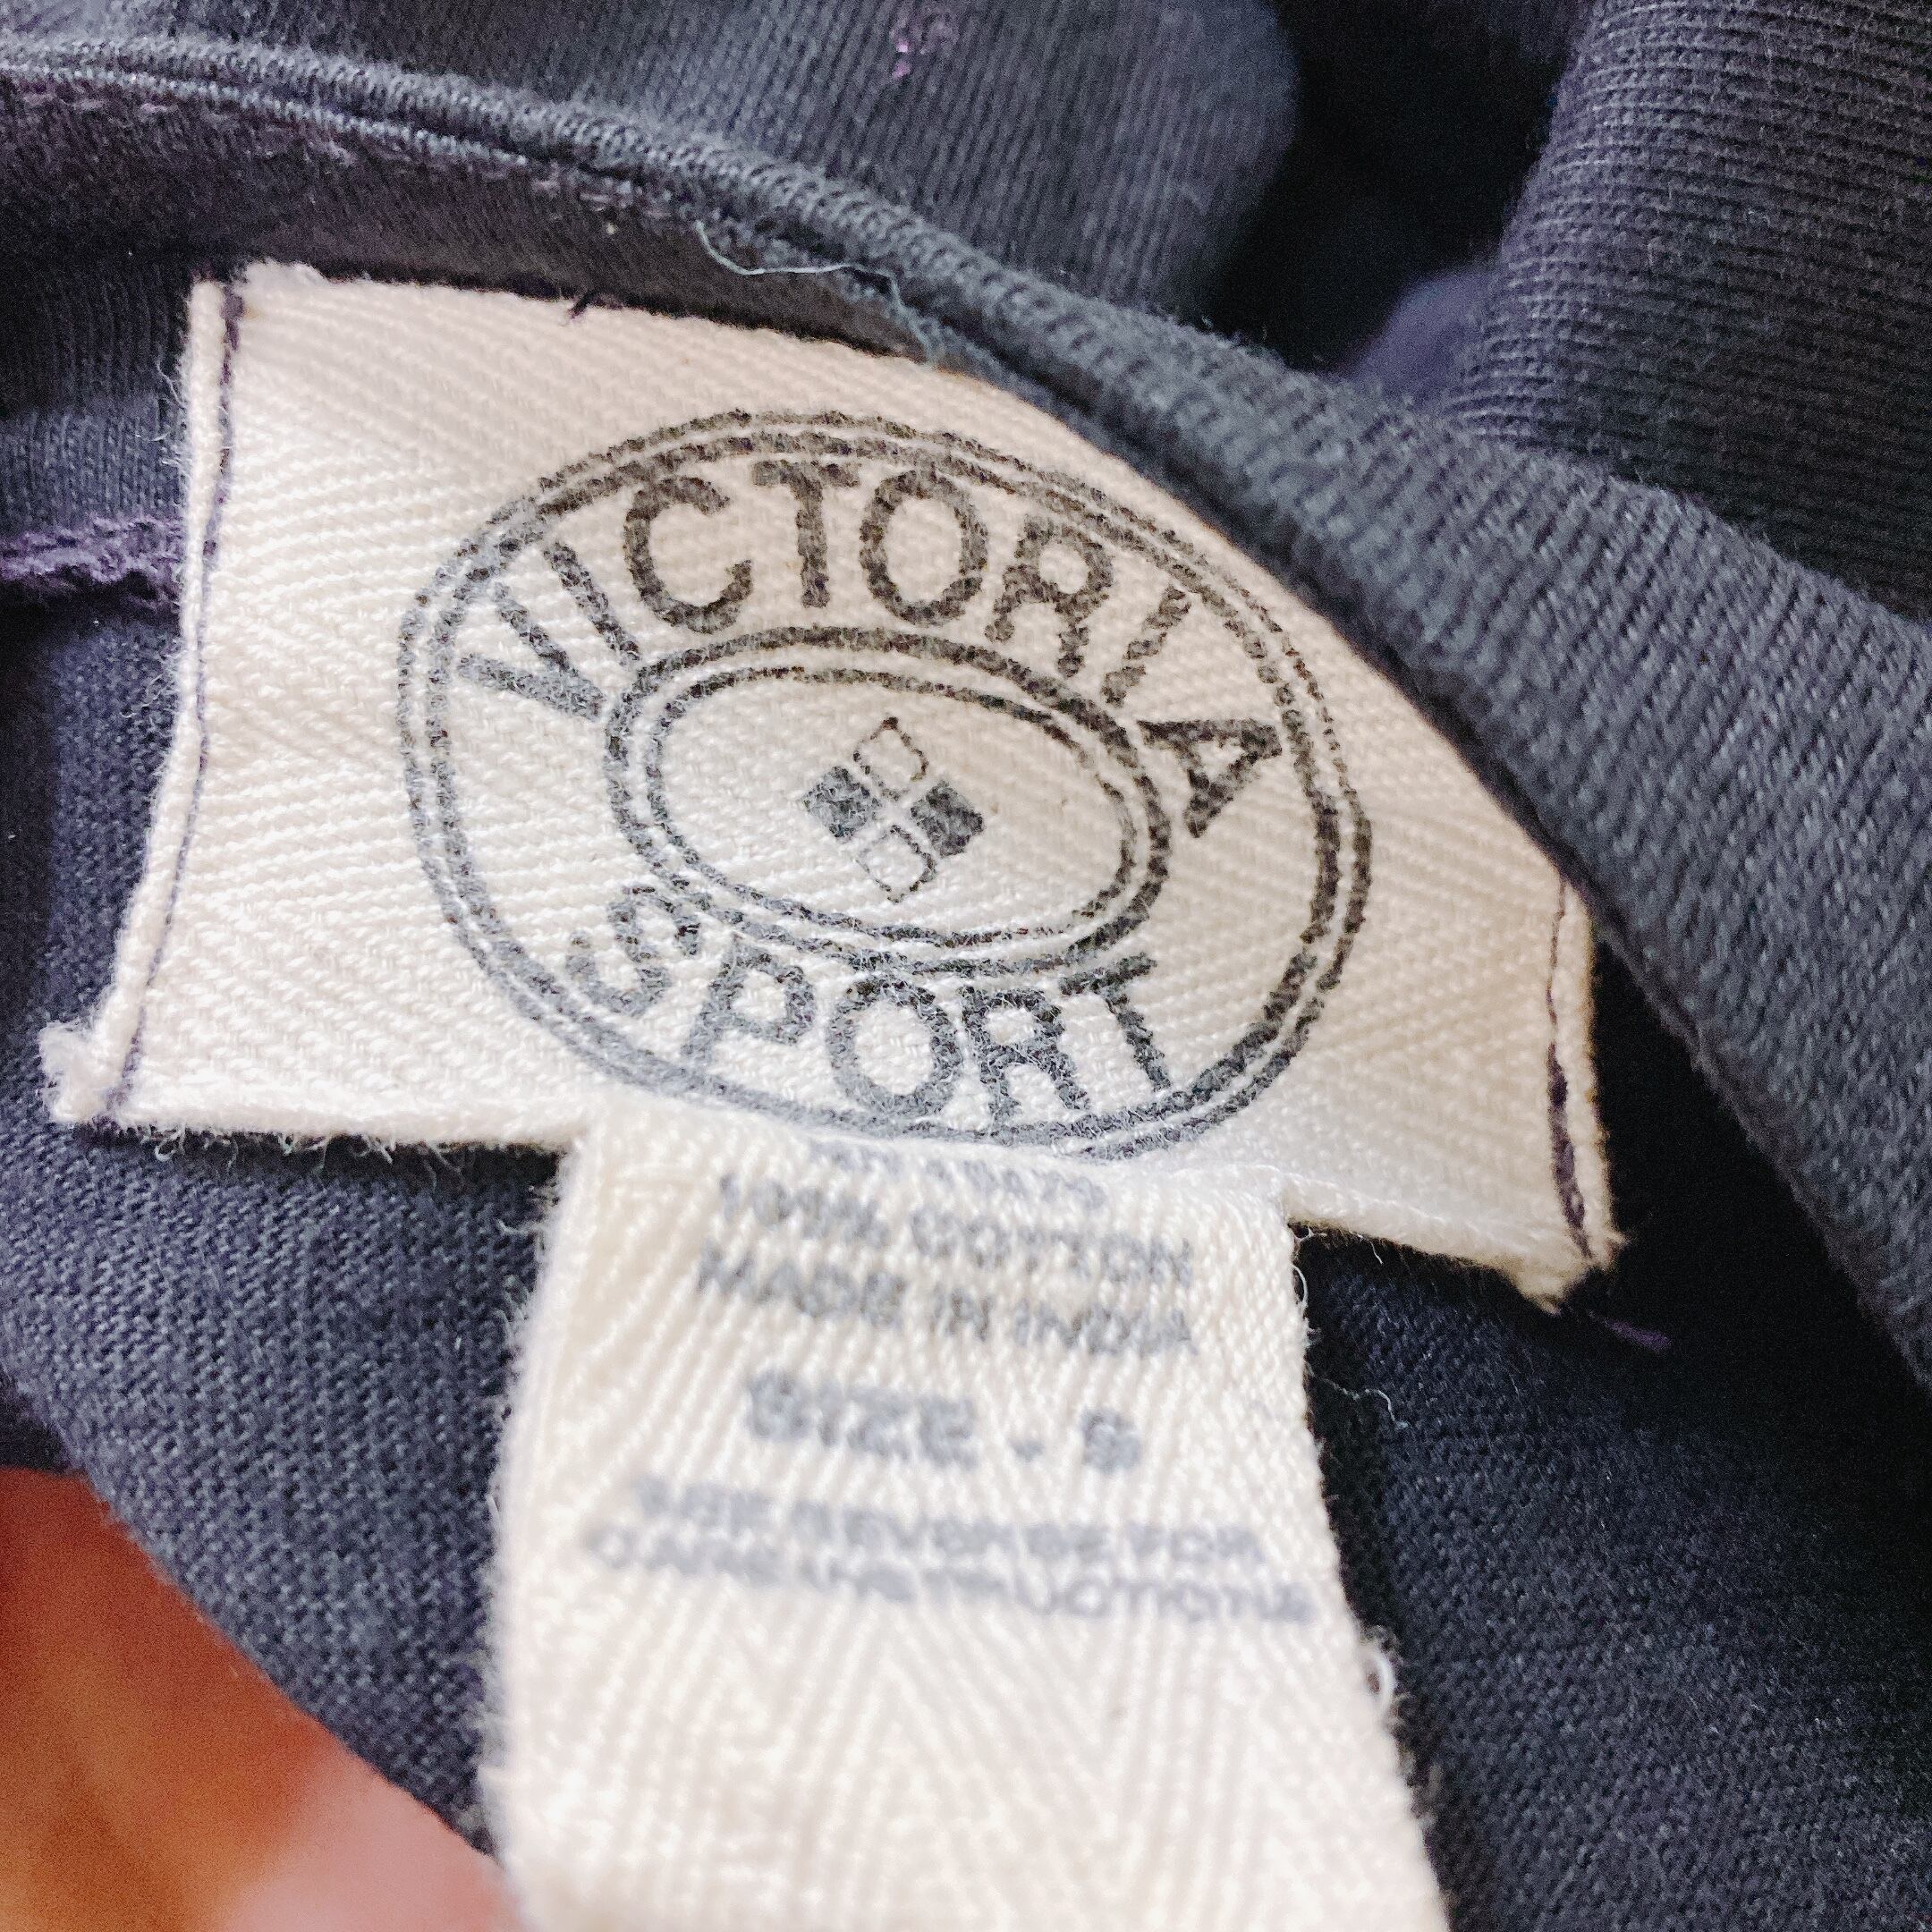 VICTORIA
SPORT
100% COTTON
MADE IN INDIA
SIZE - S
SEE REVERSE FOR
CARE INSTRUCTIONS